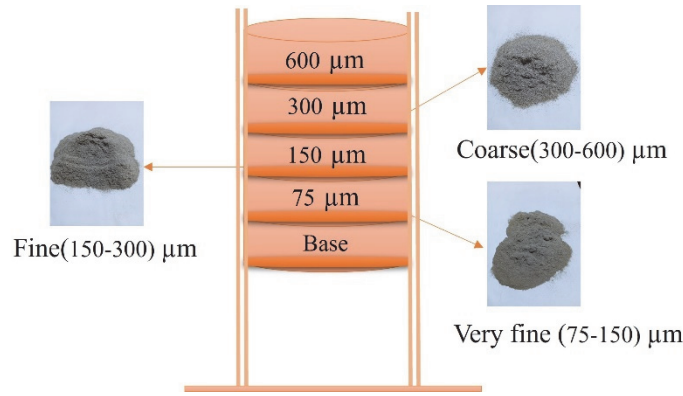 600 µm
300 µm
150 µm
75 µm
Base
Coarse(300-600) µm
Fine(150-300) µm
Very fine (75-150) µm